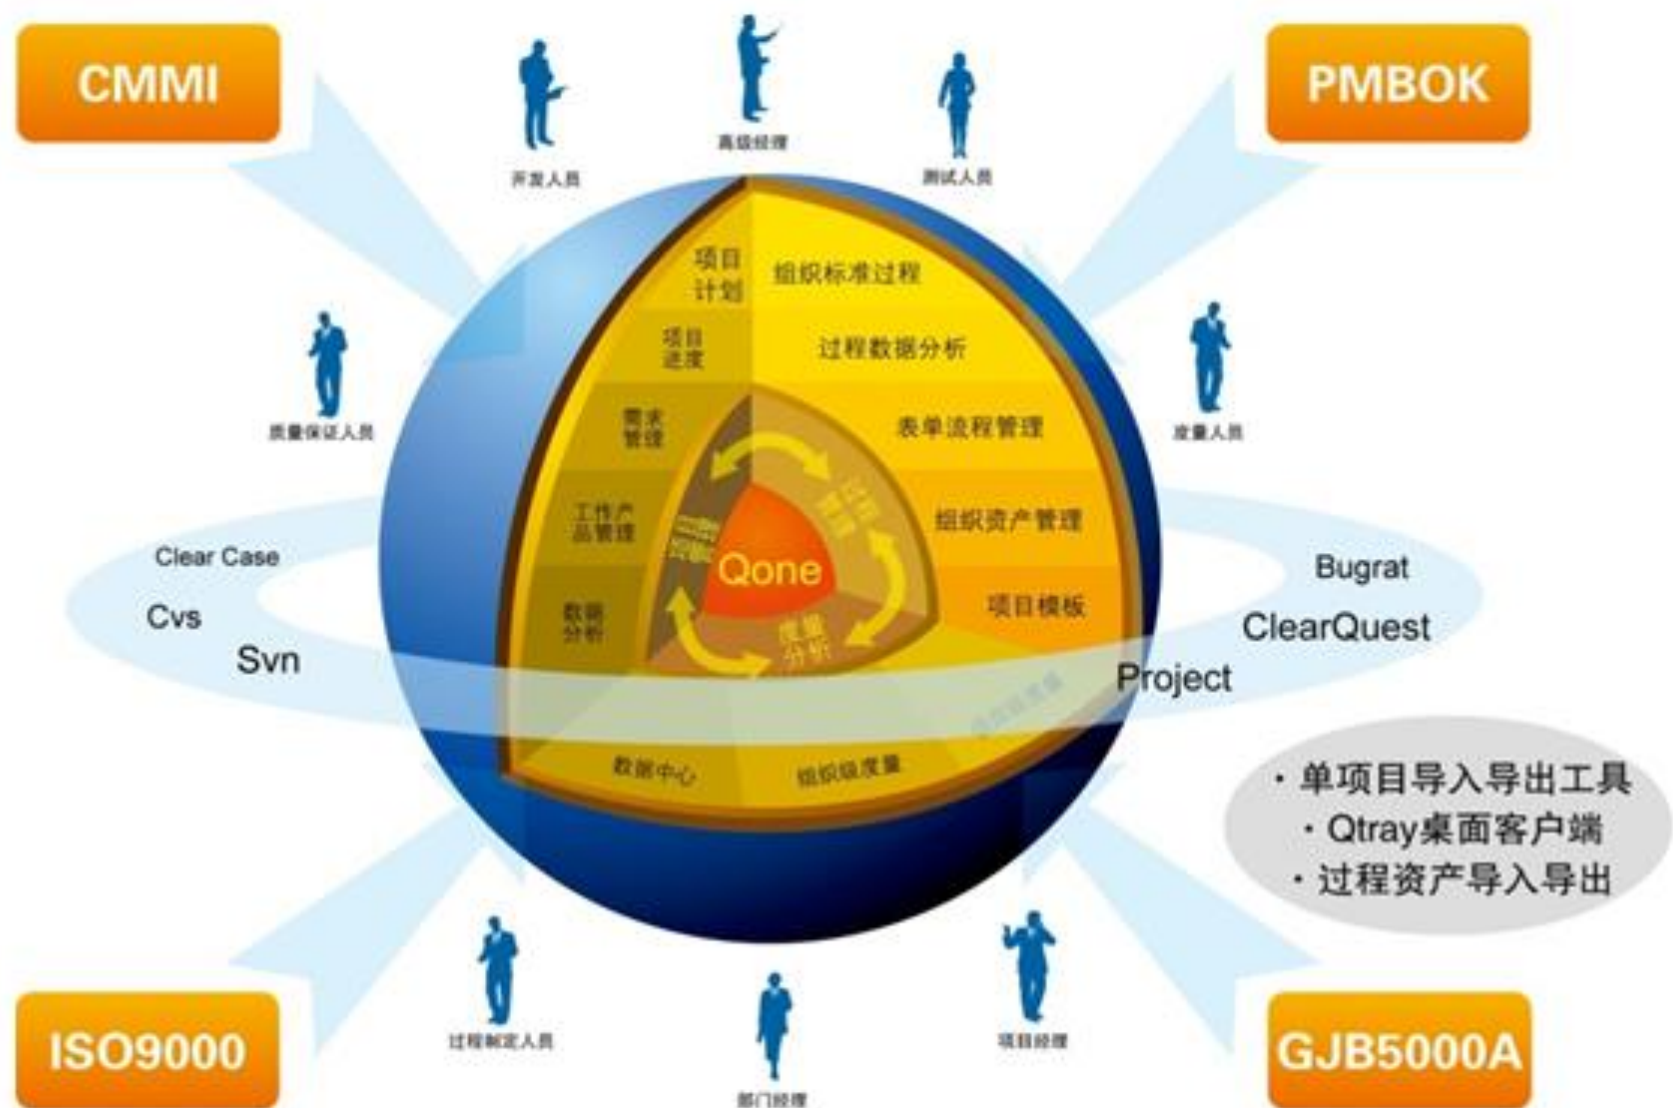 CMMI
PMBOK
高级经理
开发人员
测试人员
项目
计划
组织标准过程
项目
进度
过程数据分析
需求
管理
表单流程管理
质量保证人员
度量人员
工作产
品管理
组织资产管理
过程
管理
Qone
Clear Case
Cvs
Svn
Bugrat
ClearQuest
Project
数据
分析
项目模板
度量
分析
数据中心
组织级度量
·单项目导入导出工具
·Qtray桌面客户端
·过程资产导入导出
过程制定人员
项目经理
部门经理
ISO9000
GJB5000A